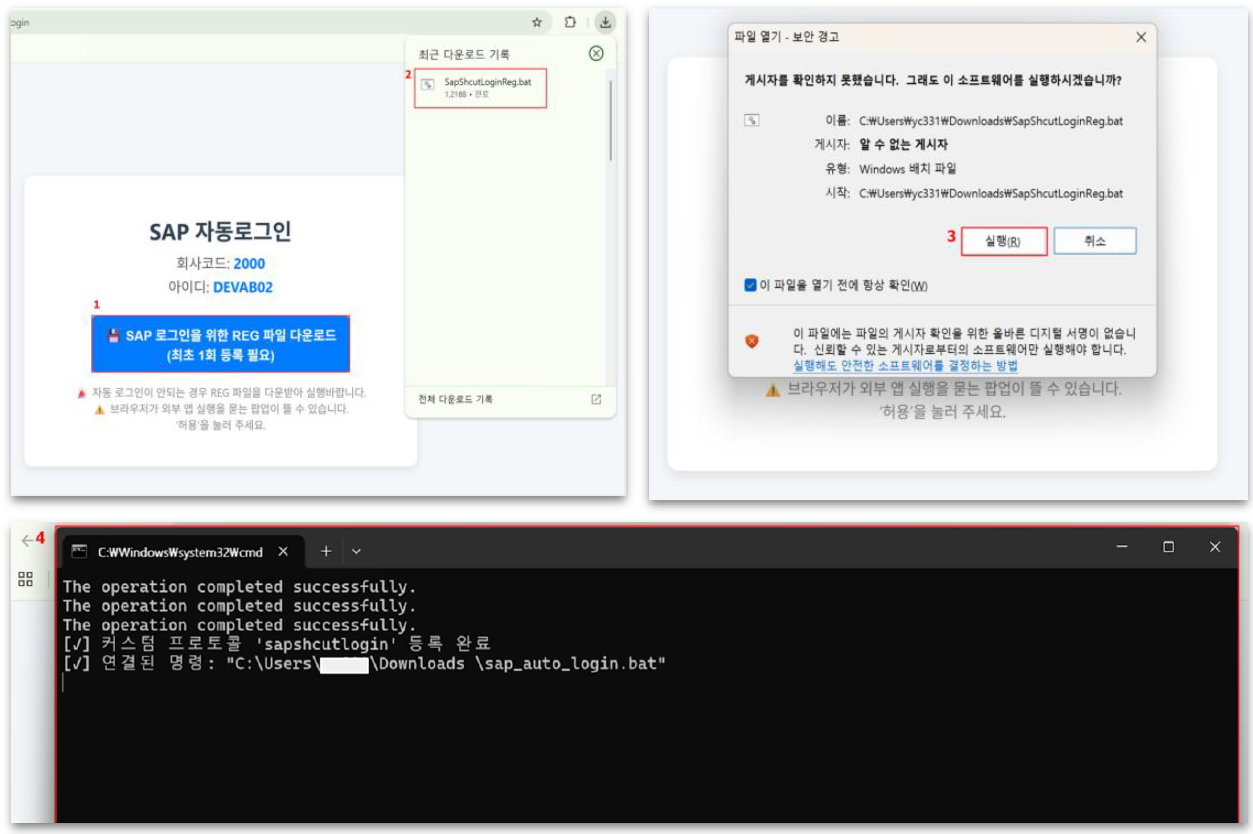 ogin
최근 다운로드 기록
2
SapShcutLoginReg.bat
1,218B • 완료
SAP 자동로그인
회사코드: 2000
아이디: DEVAB02
1
💾 SAP 로그인을 위한 REG 파일 다운로드
(최초 1회 등록 필요)
자동 로그인이 안되는 경우 REG 파일을 다운받아 실행바랍니다.
⚠️ 브라우저가 외부 앱 실행을 묻는 팝업이 뜰 수 있습니다.
'허용'을 눌러 주세요.
전체 다운로드 기록
파일 열기 - 보안 경고
게시자를 확인하지 못했습니다. 그래도 이 소프트웨어를 실행하시겠습니까?
이름: C:₩Users₩yc331₩Downloads₩SapShcutLoginReg.bat
게시자: 알 수 없는 게시자
유형: Windows 배치 파일
시작: C:₩Users₩yc331₩Downloads₩SapShcutLoginReg.bat
3
실행(R)
취소
이 파일을 열기 전에 항상 확인(W)
이 파일에는 파일의 게시자 확인을 위한 올바른 디지털 서명이 없습니
다. 신뢰할 수 있는 게시자로부터의 소프트웨어만 실행해야 합니다.
실행해도 안전한 소프트웨어를 결정하는 방법
⚠️ 브라우저가 외부 앱 실행을 묻는 팝업이 뜰 수 있습니다.
'허용'을 눌러 주세요.
4
C:₩Windows₩system32₩cmd
The operation completed successfully.
The operation completed successfully.
The operation completed successfully.
[√] 커스텀 프로토콜 'sapshcutlogin' 등록 완료
[√] 연결된 명령: "C:\Users\ \Downloads \sap_auto_login.bat"